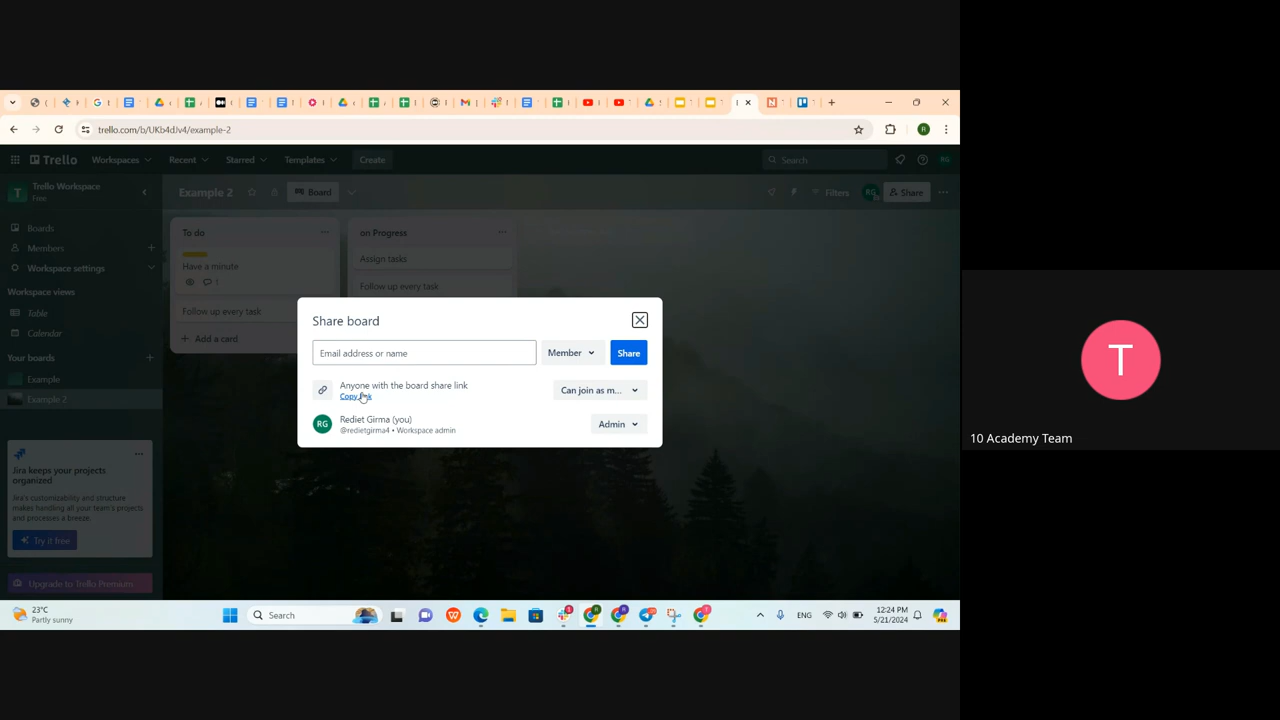 trello.com/b/UKb4dJv4/example-2
Trello
Workspaces
Recent
Starred
Templates
Create
Search
RG
T
Trello Workspace
Free
Example 2
Board
Filters
RG
Share
Boards
Members
Workspace settings
Workspace views
Table
Calendar
Your boards
Example
Example 2
Jira keeps your projects
organized
Jira's customizability and structure
makes handling all your team's projects
and processes a breeze.
Try it free
Upgrade to Trello Premium
To do
Have a minute
1
Follow up every task
Add a card
on Progress
Assign tasks
Follow up every task
Share board
Email address or name
Member
Share
Anyone with the board share link
Copy link
Can join as m...
RG
Rediet Girma (you)
@redietgirma4 • Workspace admin
Admin
23°C
Partly sunny
Search
ENG
12:24 PM
5/21/2024
T
10 Academy Team